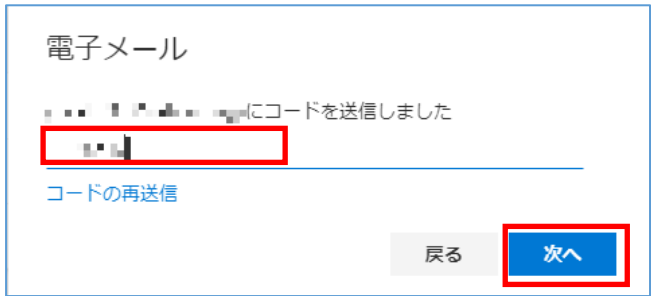 電子メール
にコードを送信しました
コードの再送信
戻る
次へ